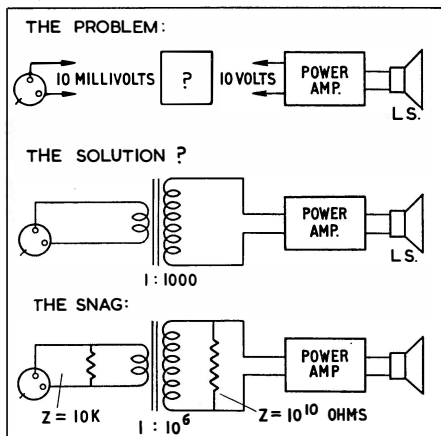 THE PROBLEM:
10 MILLIVOLTS
?
10 VOLTS
POWER
AMP.
L.S.
THE SOLUTION ?
POWER
AMP.
L.S.
1 : 1000
THE SNAG:
POWER
AMP
Z = 10K
1 : 10⁶
Z = 10¹⁰ OHMS